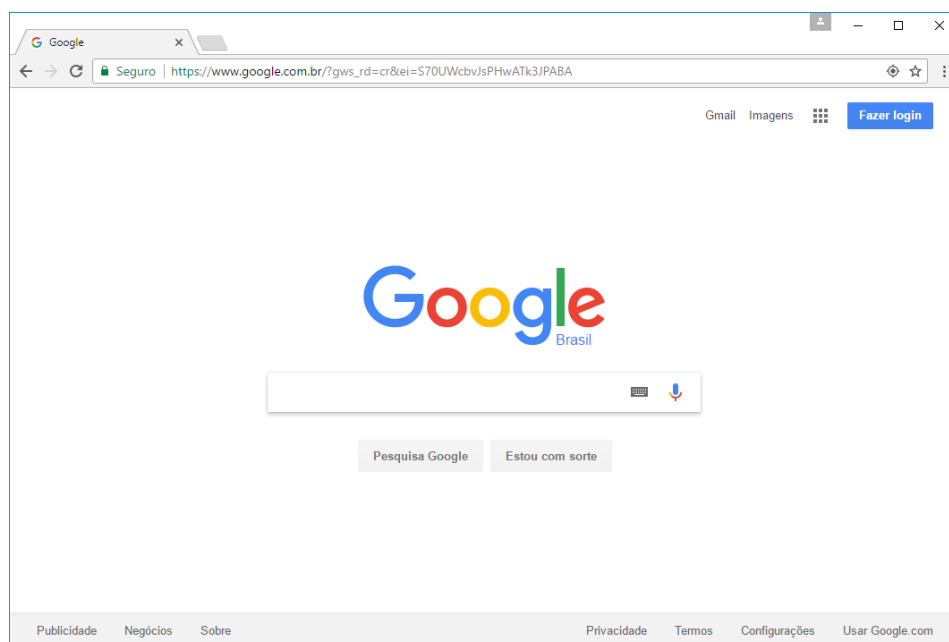 Google
Seguro | https://www.google.com.br/?gws_rd=cr&ei=S70UWcbvJsPHwATk3JPABA
Gmail Imagens Fazer login
Google
Brasil
Pesquisa Google Estou com sorte
Publicidade Negócios Sobre Privacidade Termos Configurações Usar Google.com